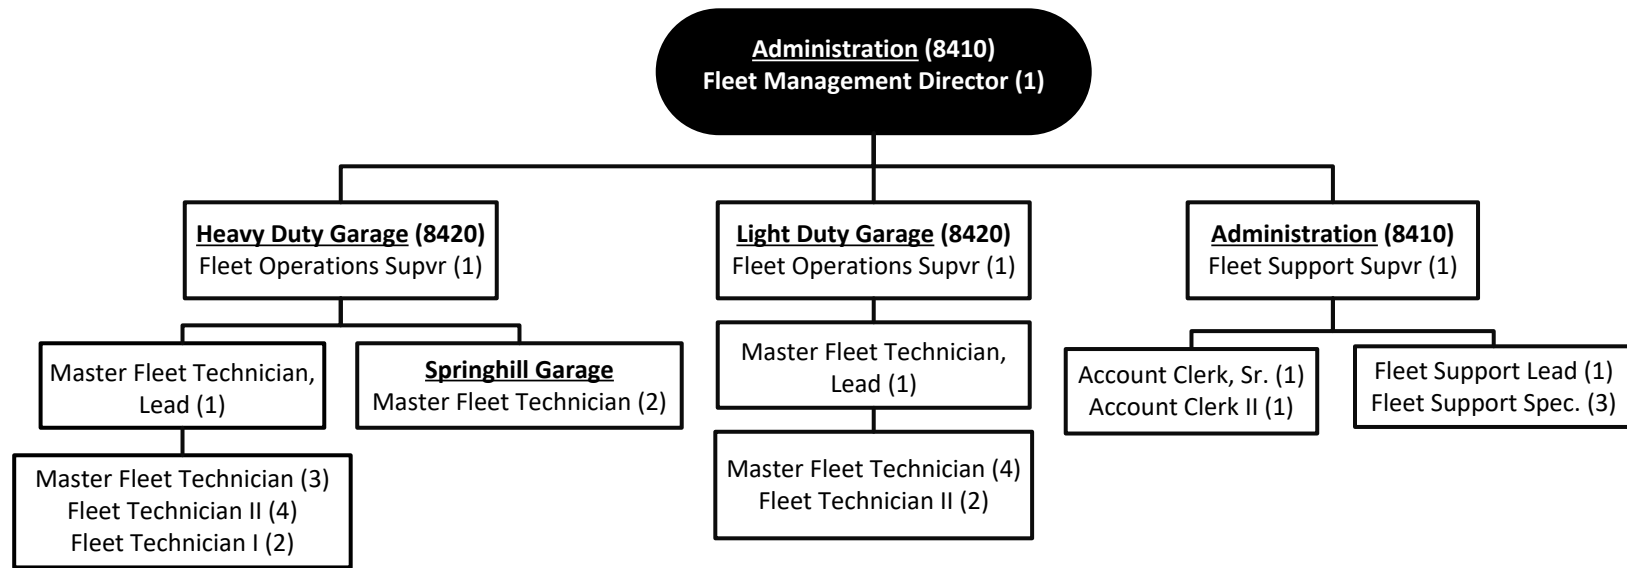 Administration (8410)
Fleet Management Director (1)
Heavy Duty Garage (8420)
Fleet Operations Supvr (1)
Light Duty Garage (8420)
Fleet Operations Supvr (1)
Administration (8410)
Fleet Support Supvr (1)
Master Fleet Technician,
Lead (1)
Springhill Garage
Master Fleet Technician (2)
Master Fleet Technician,
Lead (1)
Account Clerk, Sr. (1)
Account Clerk II (1)
Fleet Support Lead (1)
Fleet Support Spec. (3)
Master Fleet Technician (3)
Fleet Technician II (4)
Fleet Technician I (2)
Master Fleet Technician (4)
Fleet Technician II (2)